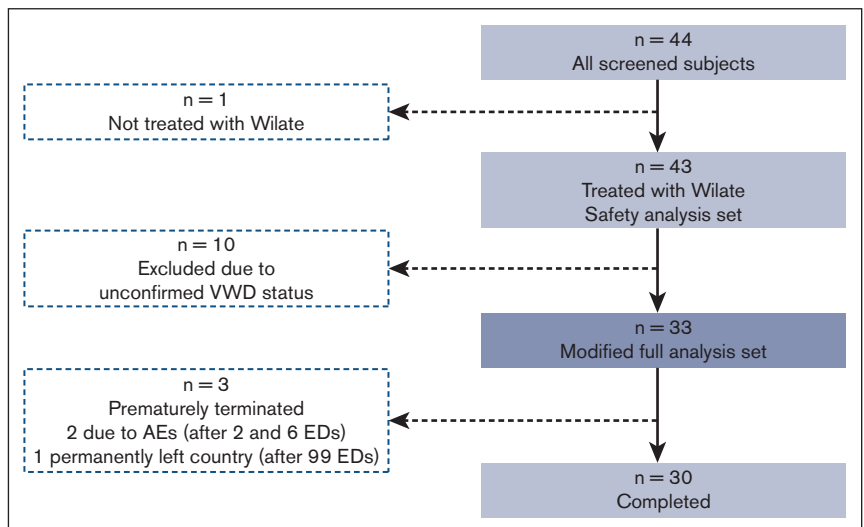 n = 44
All screened subjects
n = 1
Not treated with Wilate
n = 43
Treated with Wilate
Safety analysis set
n = 10
Excluded due to
unconfirmed VWD status
n = 33
Modified full analysis set
n = 3
Prematurely terminated
2 due to AEs (after 2 and 6 EDs)
1 permanently left country (after 99 EDs)
n = 30
Completed